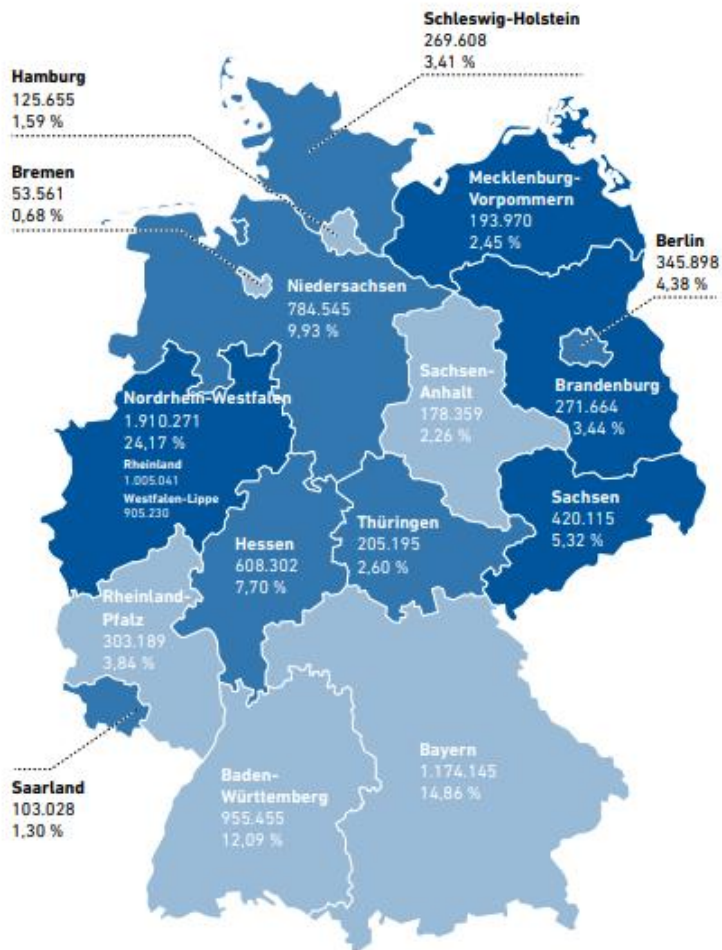 Schleswig-Holstein
269.608
3,41 %
Hamburg
125.655
1,59 %
Bremen
53.561
0,68 %
Mecklenburg-
Vorpommern
193.970
2,45 %
Berlin
345.898
4,38 %
Niedersachsen
784.545
9,93 %
Sachsen-
Anhalt
178.359
2,26 %
Brandenburg
271.664
3,44 %
Nordrhein-Westfalen
1.910.271
24,17 %
Rheinland
1.005.041
Westfalen-Lippe
905.230
Sachsen
420.115
5,32 %
Thüringen
205.195
2,60 %
Hessen
608.302
7,70 %
Rheinland-
Pfalz
303.189
3,84 %
Saarland
103.028
1,30 %
Baden-
Württemberg
955.455
12,09 %
Bayern
1.174.145
14,86 %